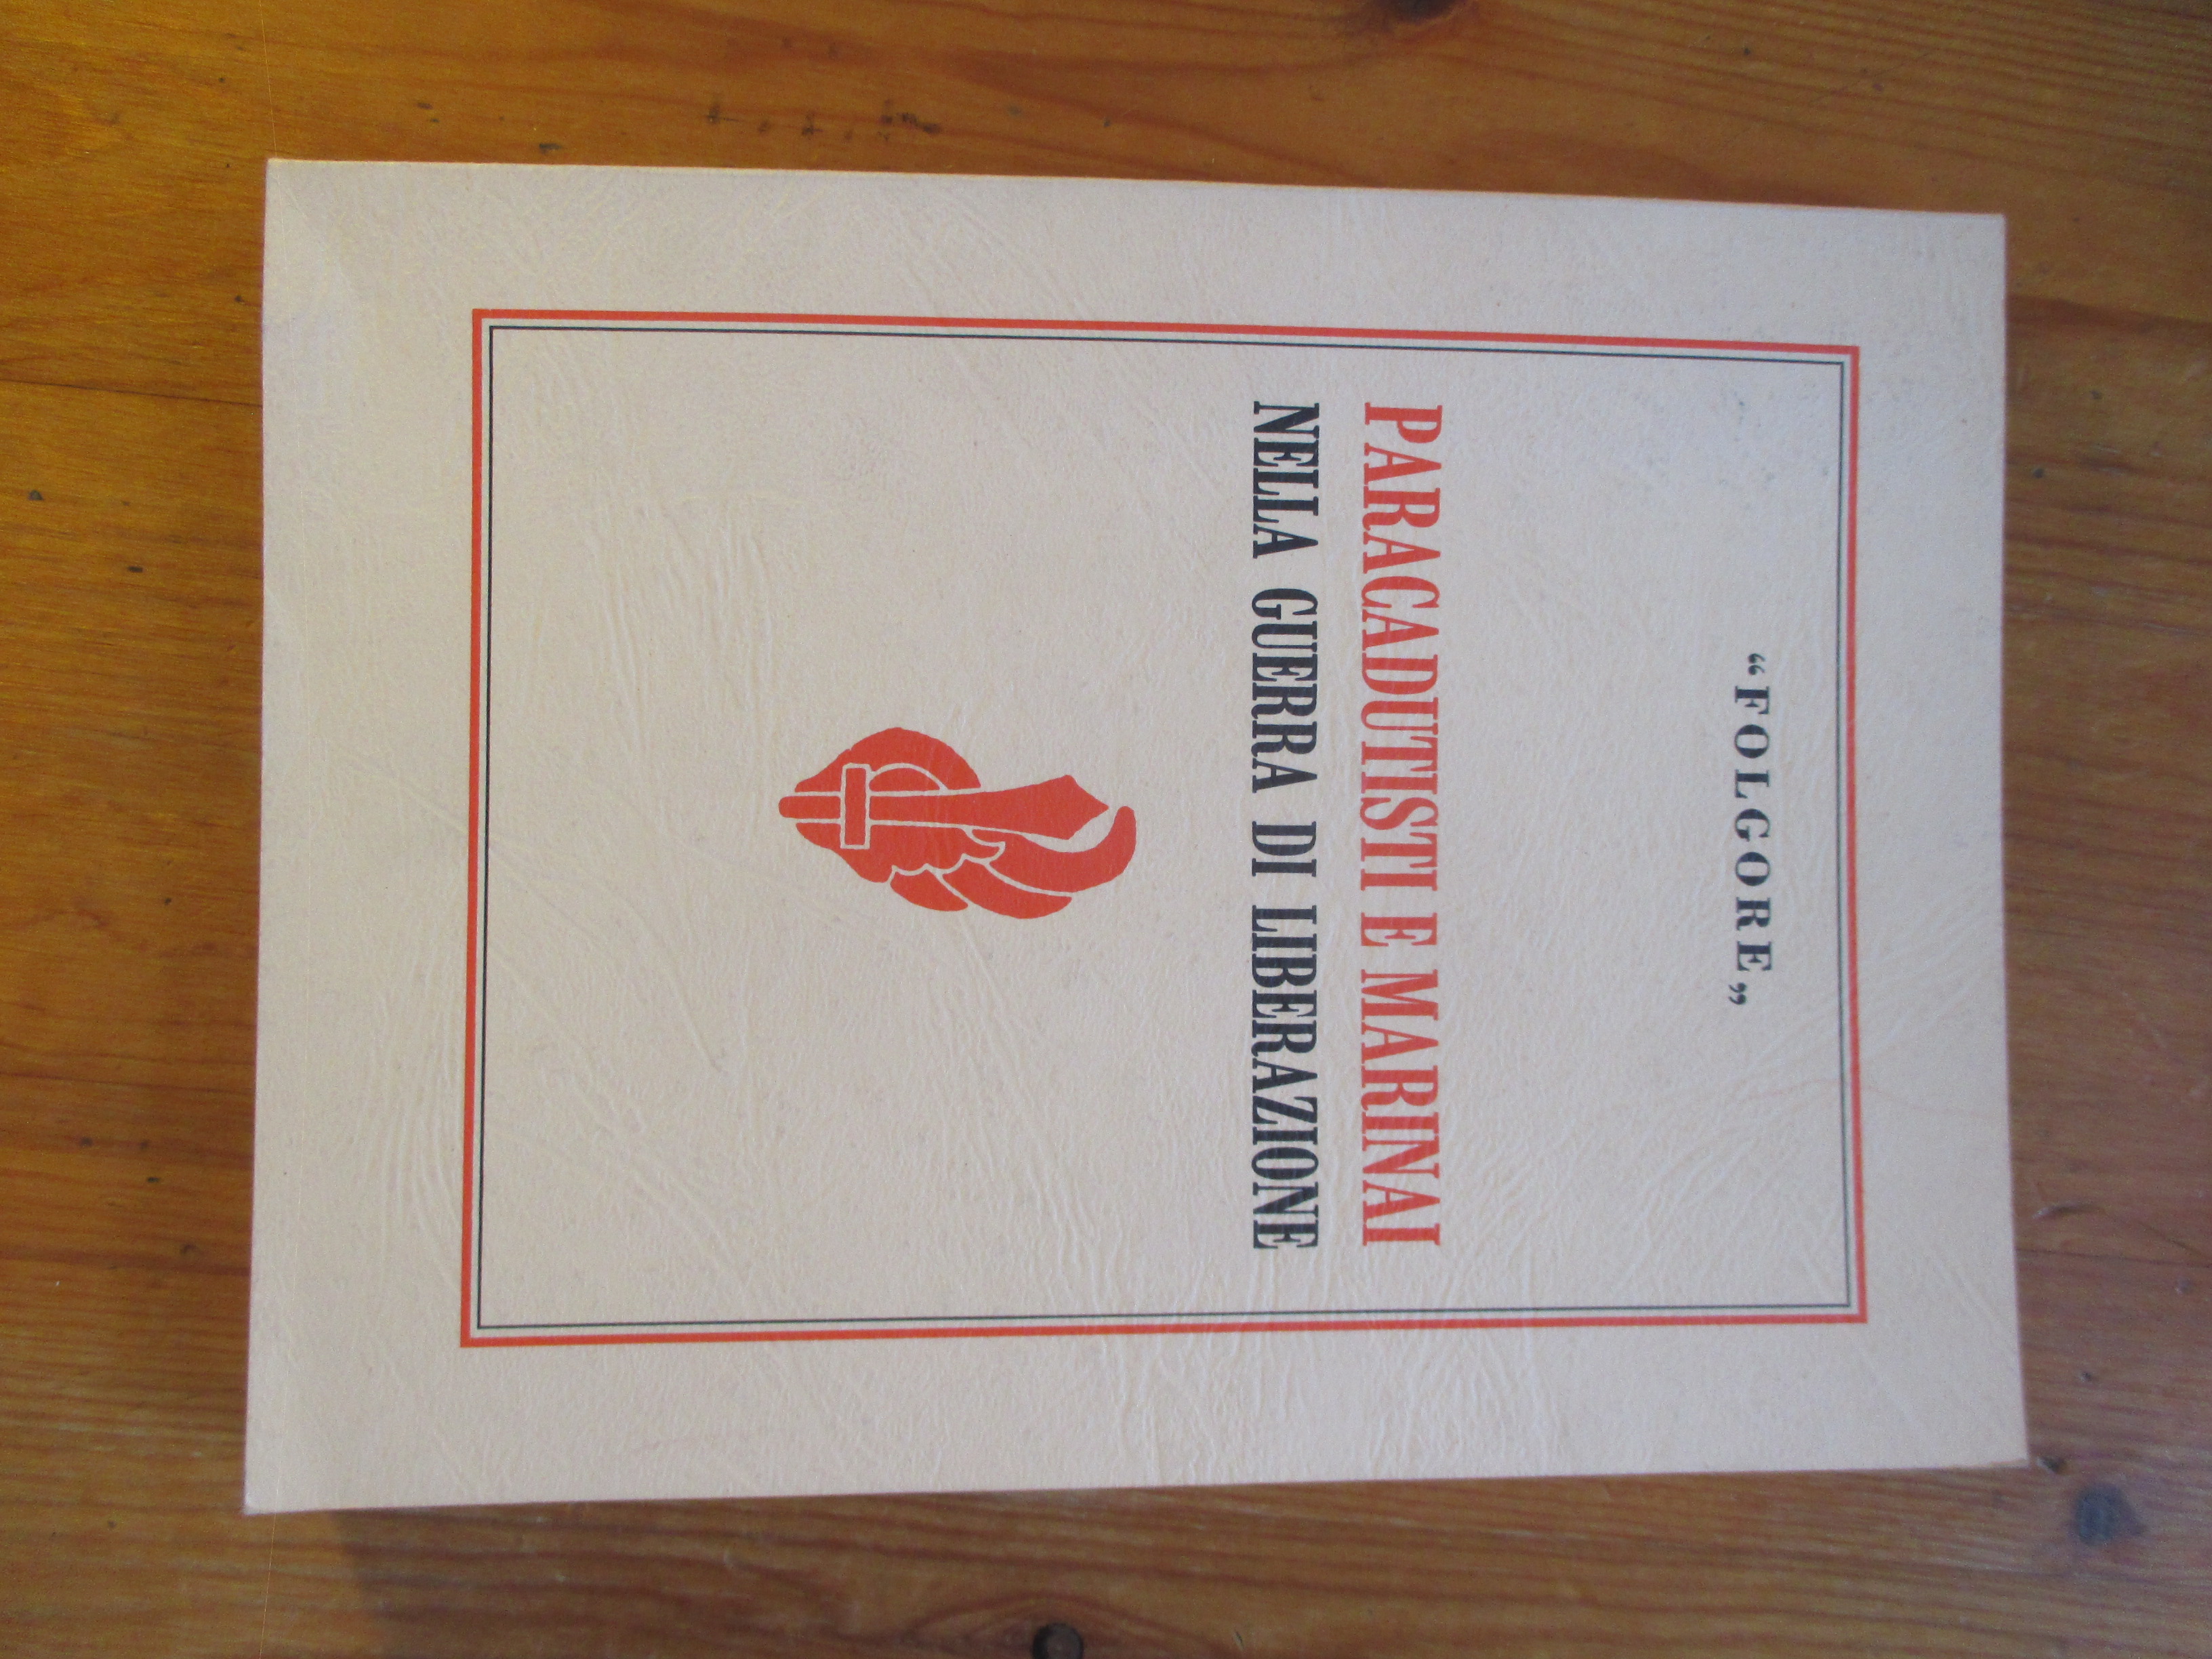 “FOLGORE”
PARACADUTISTI E MARINAI
NELLA GUERRA DI LIBERAZIONE